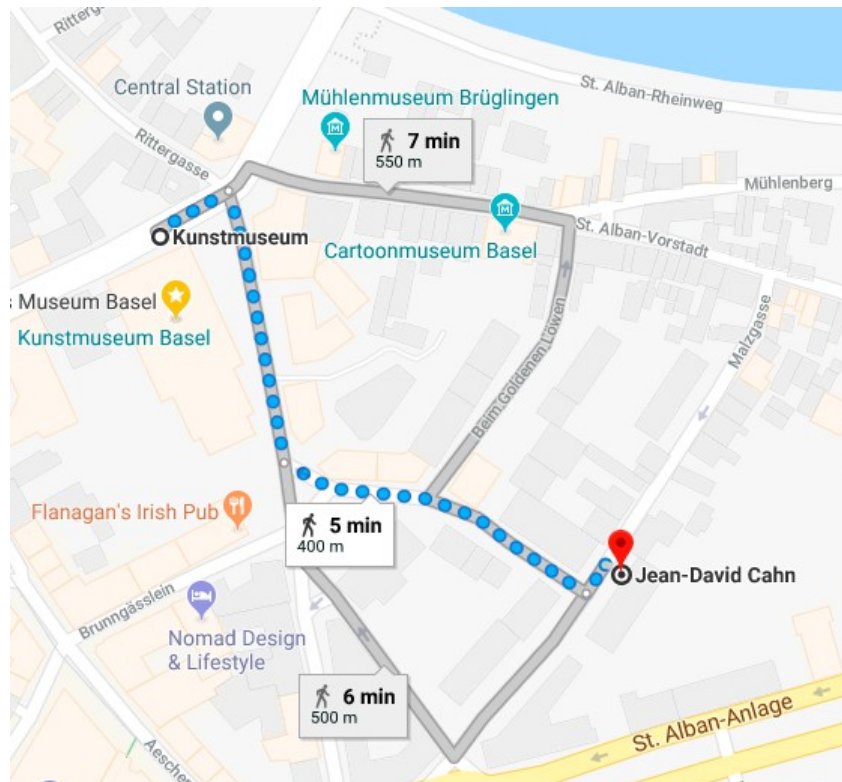 Rittergas
Central Station
Rittergasse
Mühlenmuseum Brüglingen
St. Alban-Rheinweg
7 min
550 m
Mühlenberg
Kunstmuseum
Cartoonmuseum Basel
St. Alban-Vorstadt
s Museum Basel
Kunstmuseum Basel
Malzgasse
Beim Goldenen Löwen
Flanagan's Irish Pub
5 min
400 m
Jean-David Cahn
Brunngässlein
Nomad Design
& Lifestyle
6 min
500 m
St. Alban-Anlage
Aeschen